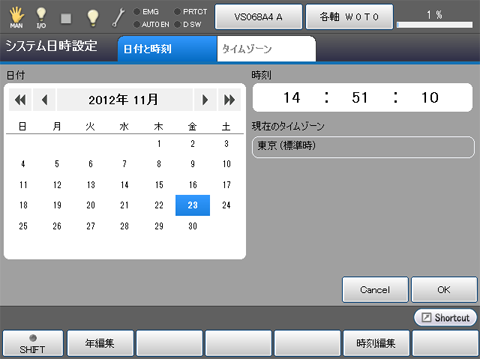 MAN
I/O
EMG
PRTCT
AUTO EN
D SW
VS068A4 A
各軸 W0T0
1 %
システム日時設定
日付と時刻
タイムゾーン
日付
時刻
2012年 11月
14 : 51 : 10
日 月 火 水 木 金 土
1 2 3
4 5 6 7 8 9 10
11 12 13 14 15 16 17
18 19 20 21 22 23 24
25 26 27 28 29 30
現在のタイムゾーン
東京 (標準時)
Cancel
OK
Shortcut
SHIFT
年編集
時刻編集